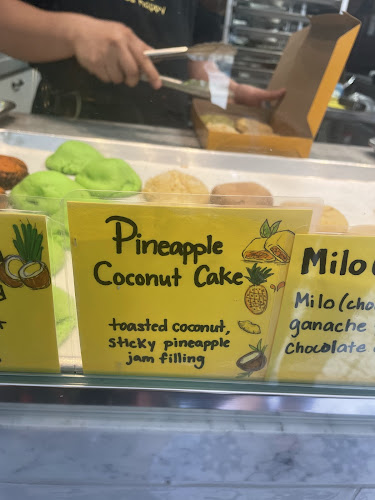 Pineapple
Coconut Cake
toasted coconut,
sticky pineapple
jam filling
Milo
Milo (cho
ganache
Chocolate